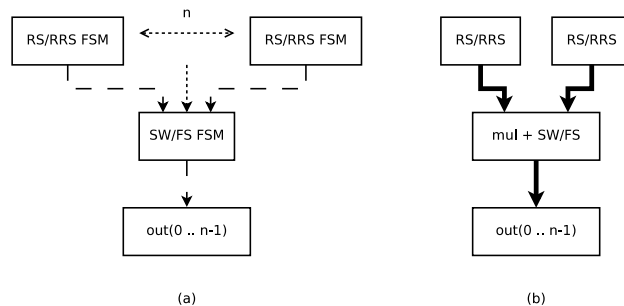 n
RS/RRS FSM
RS/RRS FSM
RS/RRS
RS/RRS
SW/FS FSM
mul + SW/FS
out(0 .. n-1)
out(0 .. n-1)
(a)
(b)